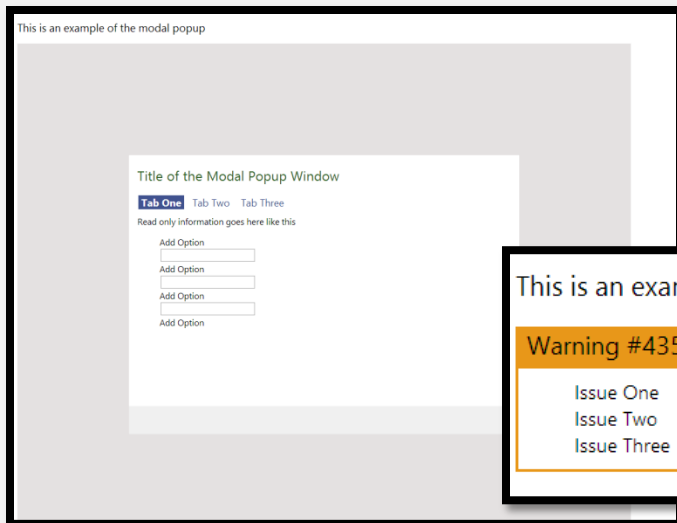 This is an example of the modal popup
Title of the Modal Popup Window
Tab One Tab Two Tab Three
Read only information goes here like this
Add Option
Add Option
Add Option
Add Option
This is an
Warning
Issue One
Issue Two
Issue Three